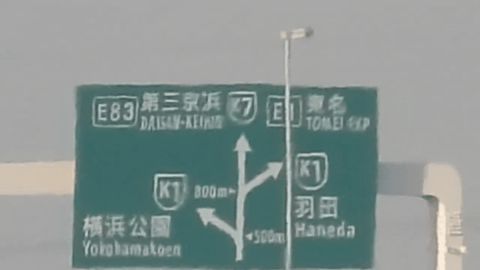 E83 第三京浜 K7 E1 東名
DAISAN-KEIHIN TOMEI EXP
K1
K1 800m
羽田
Haneda
横浜公園 500m
Yokohamakoen